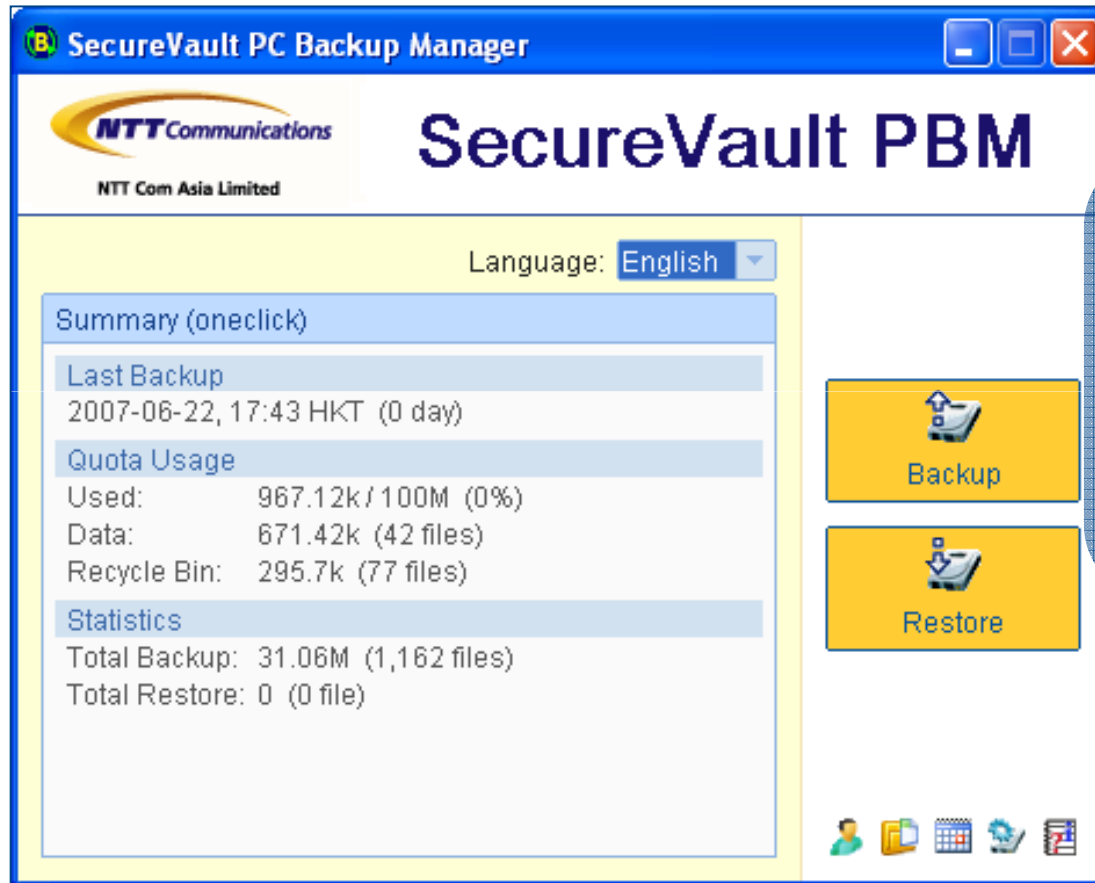 SecureVault PC Backup Manager
NTT Communications
NTT Com Asia Limited
SecureVault PBM
Language: English
Summary (oneclick)
Last Backup
2007-06-22, 17:43 HKT (0 day)
Quota Usage
Used: 967.12k / 100M (0%)
Data: 671.42k (42 files)
Recycle Bin: 295.7k (77 files)
Statistics
Total Backup: 31.06M (1,162 files)
Total Restore: 0 (0 file)
Backup
Restore